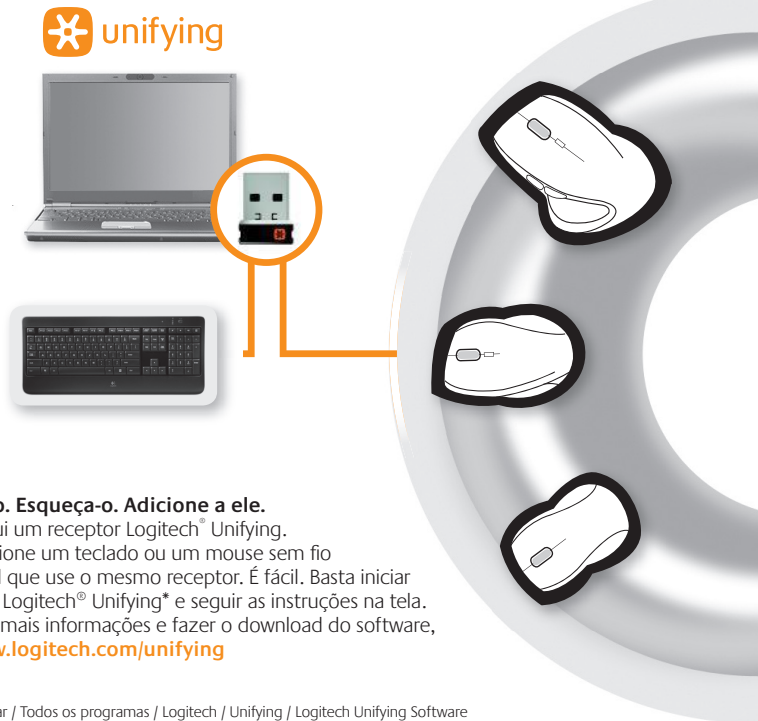 unifying
o. Esqueça-o. Adicione a ele.
ui um receptor Logitech® Unifying.
ione um teclado ou um mouse sem fio
l que use o mesmo receptor. É fácil. Basta iniciar
Logitech® Unifying* e seguir as instruções na tela.
mais informações e fazer o download do software,
w.logitech.com/unifying
ar / Todos os programas / Logitech / Unifying / Logitech Unifying Software